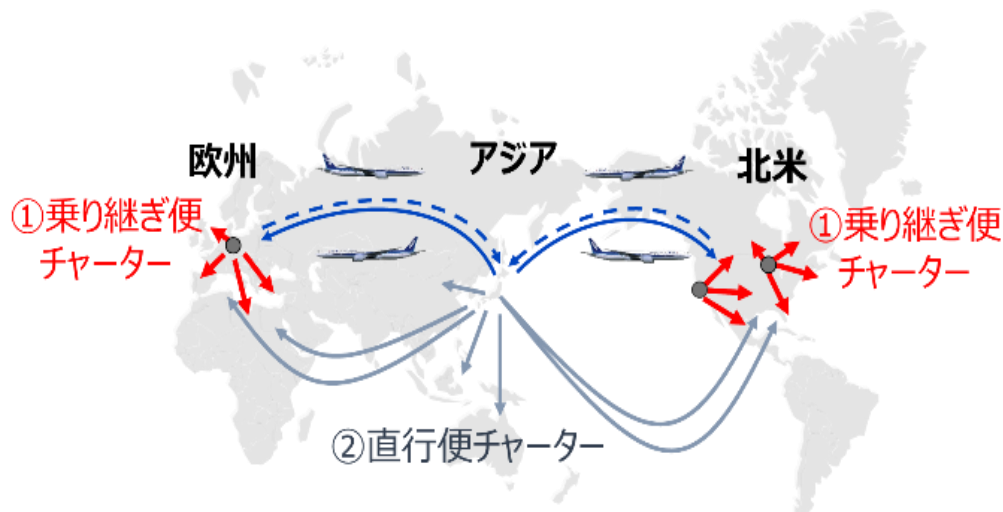 欧州
アジア
北米
①乗り継ぎ便
チャーター
①乗り継ぎ便
チャーター
②直行便チャーター